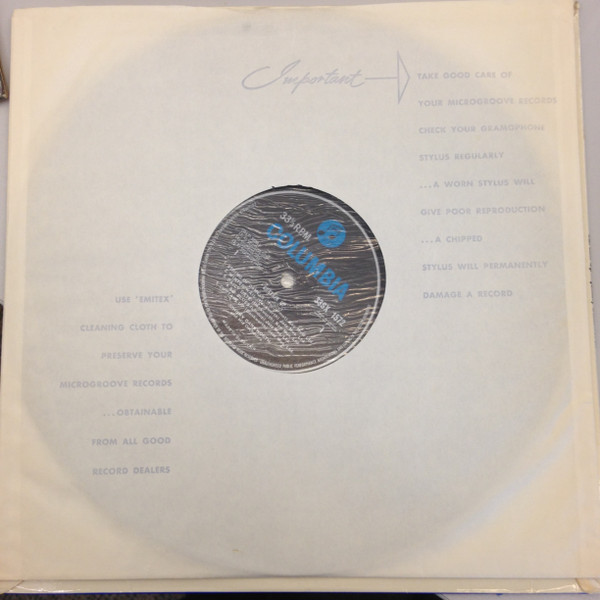 Important
TAKE GOOD CARE OF
YOUR MICROGROOVE RECORDS
CHECK YOUR GRAMOPHONE
STYLUS REGULARLY
...A WORN STYLUS WILL
GIVE POOR REPRODUCTION
...A CHIPPED
STYLUS WILL PERMANENTLY
DAMAGE A RECORD
33⅓ RPM
COLUMBIA
USE "EMITEX"
CLEANING CLOTH TO
PRESERVE YOUR
MICROGROOVE RECORDS
...OBTAINABLE
FROM ALL GOOD
RECORD DEALERS